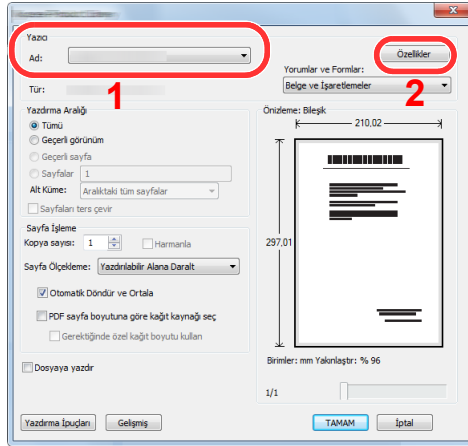 Yazıcı
Ad:
Özellikler
1
2
Tür:
Yorumlar ve Formlar:
Belge ve İşaretlemeler
Yazdırma Aralığı
Tümü
Geçerli görünüm
Geçerli sayfa
Sayfalar 1
Alt Küme: Aralıktaki tüm sayfalar
Sayfaları ters çevir
Önizleme: Bileşik
210,02
297,01
Sayfa İşleme
Kopya sayısı: 1 Harmanla
Sayfa Ölçekleme: Yazdırılabilir Alana Daralt
Otomatik Döndür ve Ortala
PDF sayfa boyutuna göre kağıt kaynağı seç
Gerektiğinde özel kağıt boyutu kullan
Dosyaya yazdır
Birimler: mm Yakınlaştır: % 96
1/1
Yazdırma İpuçları Gelişmiş TAMAM İptal